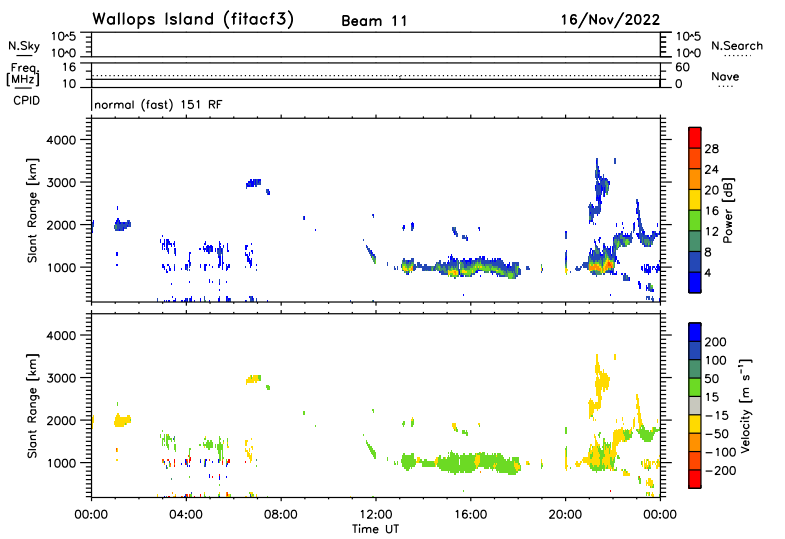 Wallops Island (fitacf3) Beam 11 16/Nov/2022
N.Sky 10^5 10^0 10^5 10^0 N.Search
Freq. [MHz] 16 10 60 0 Nave
CPID normal (fast) 151 RF
Slant Range [km]
4000
3000
2000
1000
28
24
20
16
12
8
4
Power [dB]
Slant Range [km]
4000
3000
2000
1000
200
100
50
15
-15
-50
-100
-200
Velocity [m s⁻¹]
00:00 04:00 08:00 12:00 16:00 20:00 00:00
Time UT